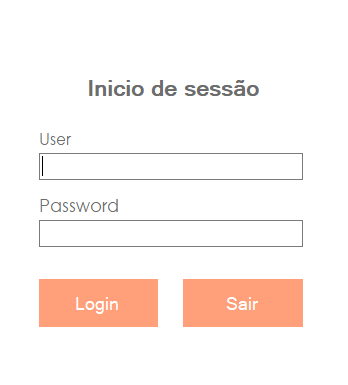 Inicio de sessão
User
Password
Login
Sair